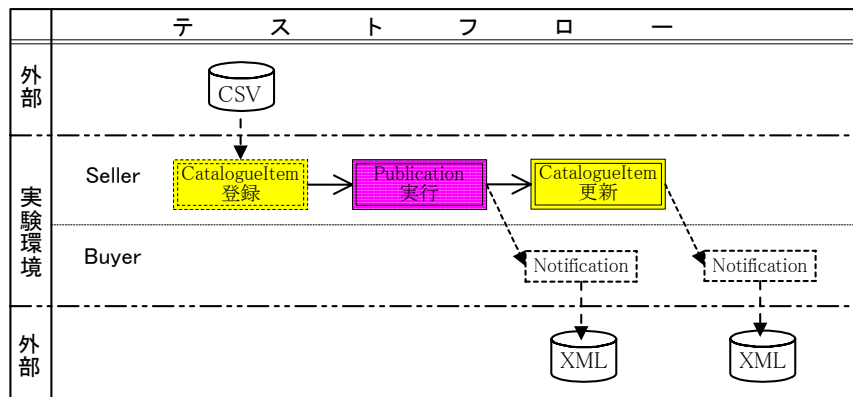 テストフロー
外部
CSV
実験環境
Seller
CatalogueItem
登録
Publication
実行
CatalogueItem
更新
Buyer
Notification
Notification
外部
XML
XML